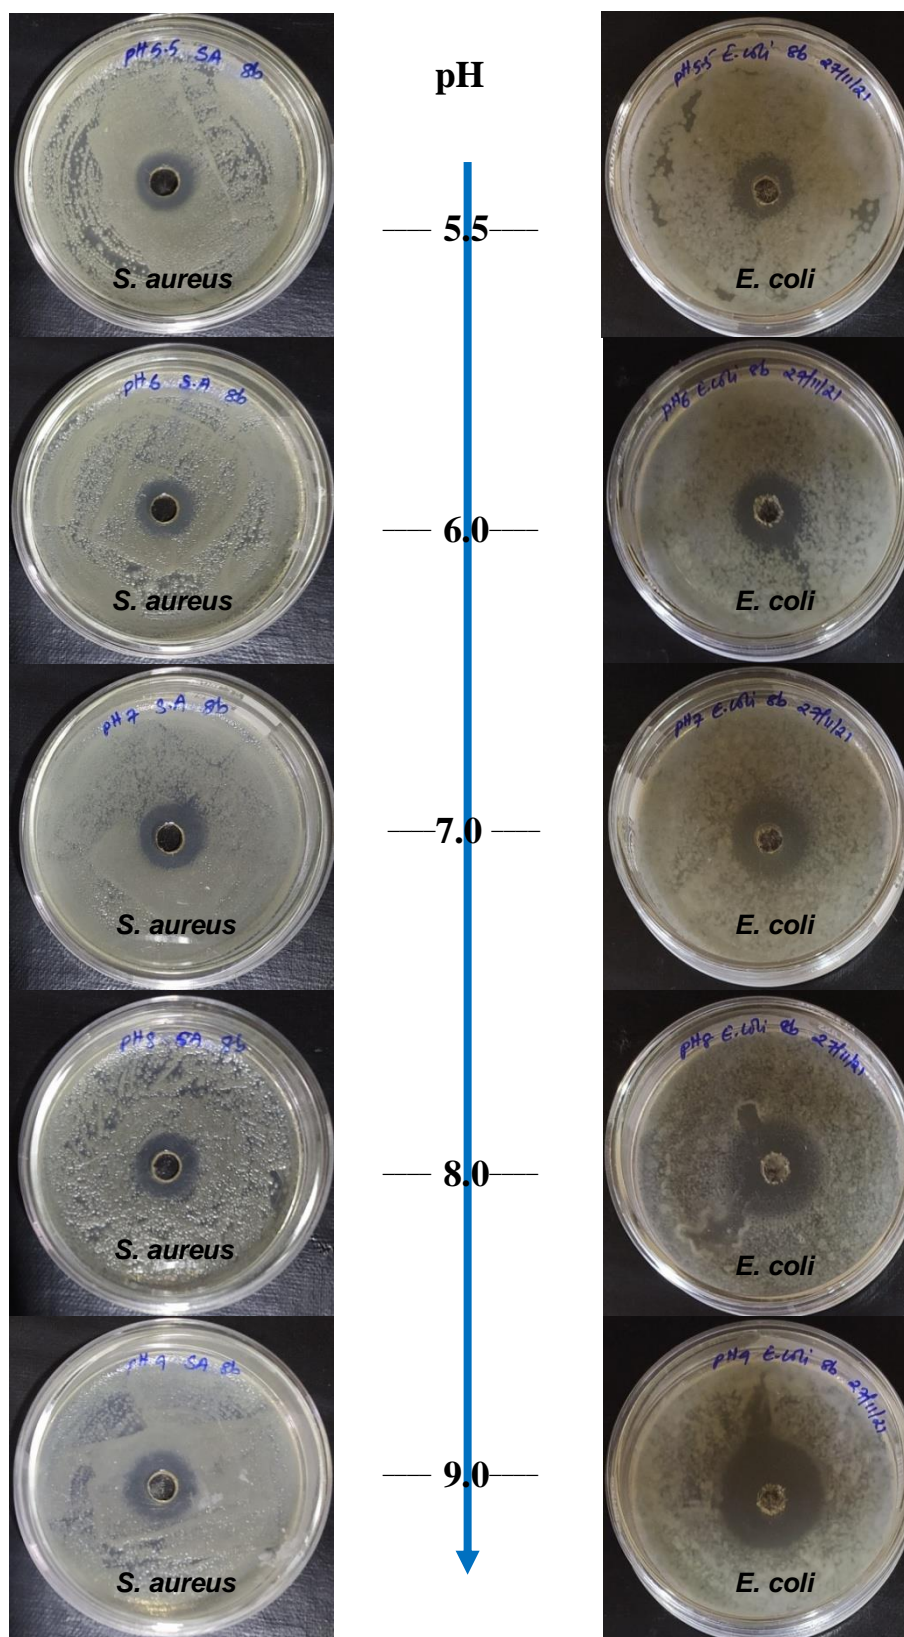 pH5.5 SA 8b
S. aureus
pH
5.5
pH5.5 E.coli 8b 27/11/21
E. coli
pH6 S.A 8b
S. aureus
6.0
pH6 E.coli 8b 27/11/21
E. coli
pH7 S.A 8b
S. aureus
7.0
pH7 E.coli 8b 27/11/21
E. coli
pH8 SA 8b
S. aureus
8.0
pH8 E.coli 8b 27/11/21
E. coli
pH9 SA 8b
S. aureus
9.0
pH9 E.coli 8b 27/11/21
E. coli